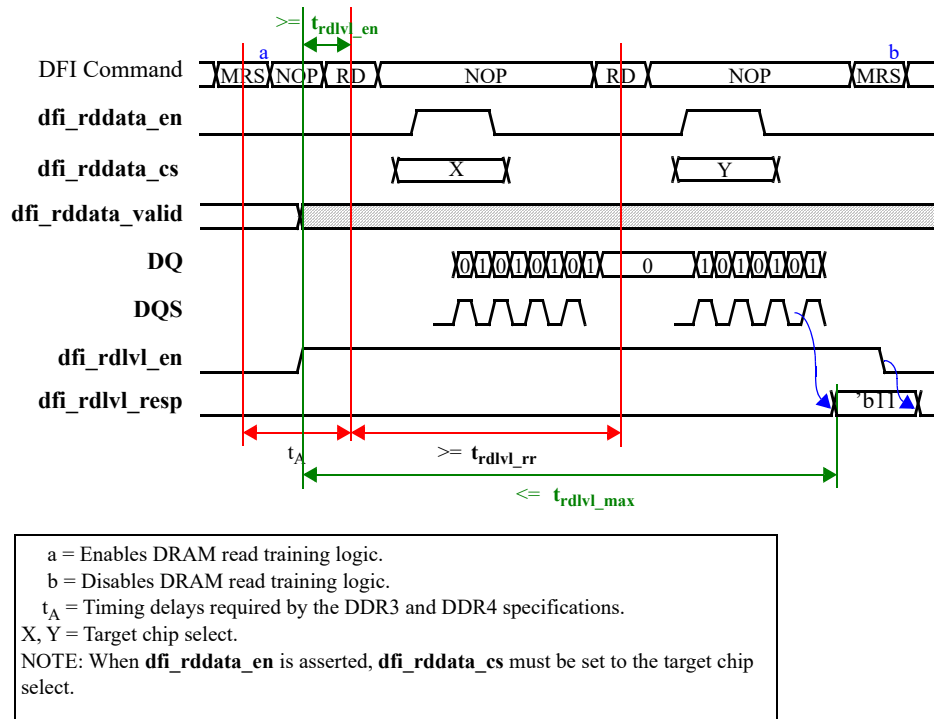 >= t_rdlvl_en
a b
DFI Command MRS NOP RD NOP RD NOP MRS
dfi_rddata_en
dfi_rddata_cs X Y
dfi_rddata_valid
DQ 0 1 0 1 0 1 0 1 0 1 0 1 0 1 0 1
DQS
dfi_rdlvl_en
dfi_rdlvl_resp 'b11
t_A >= t_rdlvl_rr
<= t_rdlvl_max
a = Enables DRAM read training logic.
b = Disables DRAM read training logic.
t_A = Timing delays required by the DDR3 and DDR4 specifications.
X, Y = Target chip select.
NOTE: When dfi_rddata_en is asserted, dfi_rddata_cs must be set to the target chip
select.